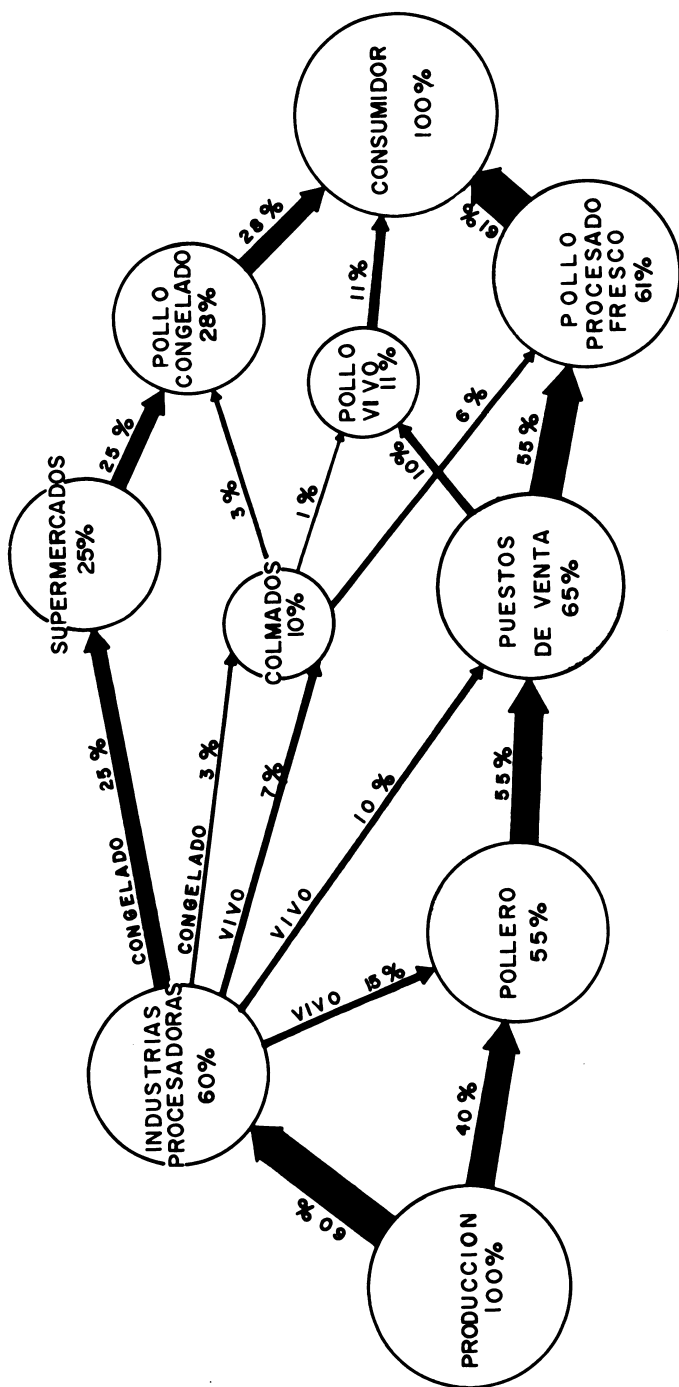 PRODUCCION
100%
60%
40%
INDUSTRIAS
PROCESADORAS
60%
CONGELADO
25%
CONGELADO
3%
VIVO
7%
VIVO
10%
VIVO
15%
POLLERO
55%
55%
SUPERMERCADOS
25%
COLMADOS
10%
PUESTOS
DE VENTA
65%
25%
3%
1%
6%
10%
55%
POLLO
CONGELADO
28%
POLLO
VIVO
11%
POLLO
PROCESADO
FRESCO
61%
28%
11%
61%
CONSUMIDOR
100%